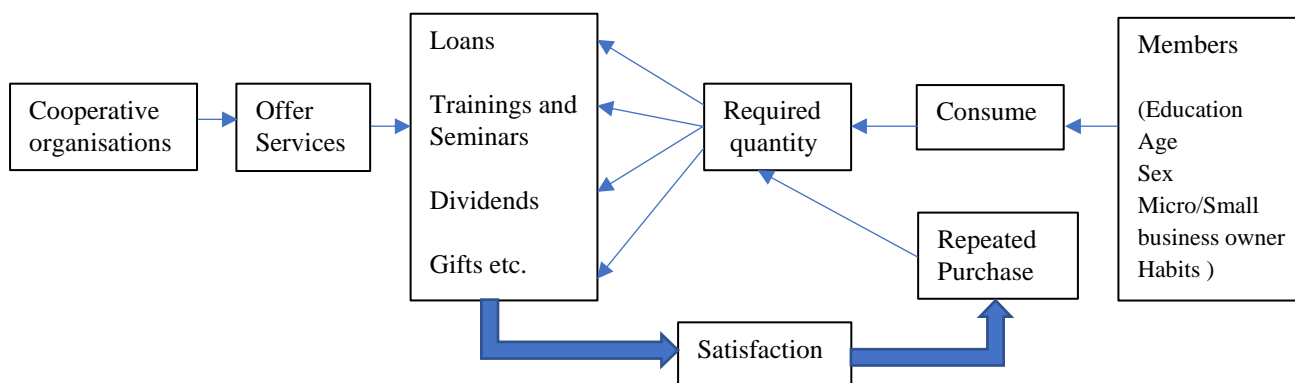 Cooperative
organisations
Offer
Services
Loans
Trainings and
Seminars
Dividends
Gifts etc.
Required
quantity
Consume
Members
(Education
Age
Sex
Micro/Small
business owner
Habits )
Repeated
Purchase
Satisfaction